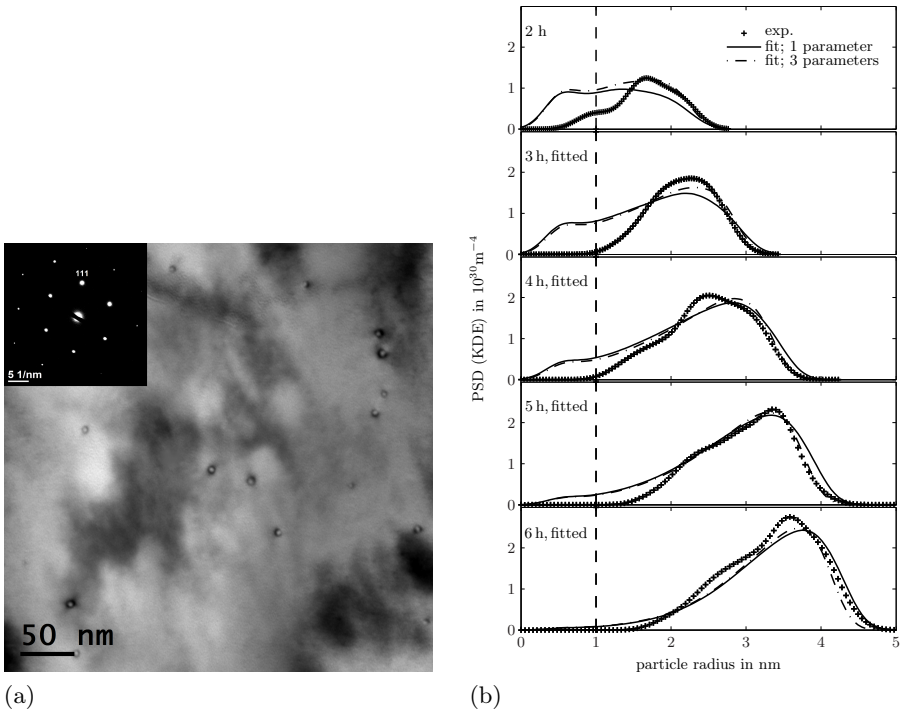 111
5 1/nm
50 nm
(a)
PSD (KDE) in 10³⁰m⁻⁴
2 h
exp.
fit; 1 parameter
fit; 3 parameters
2
1
0
3 h, fitted
2
1
0
4 h, fitted
2
1
0
5 h, fitted
2
1
0
6 h, fitted
2
1
0
0 1 2 3 4 5
particle radius in nm
(b)